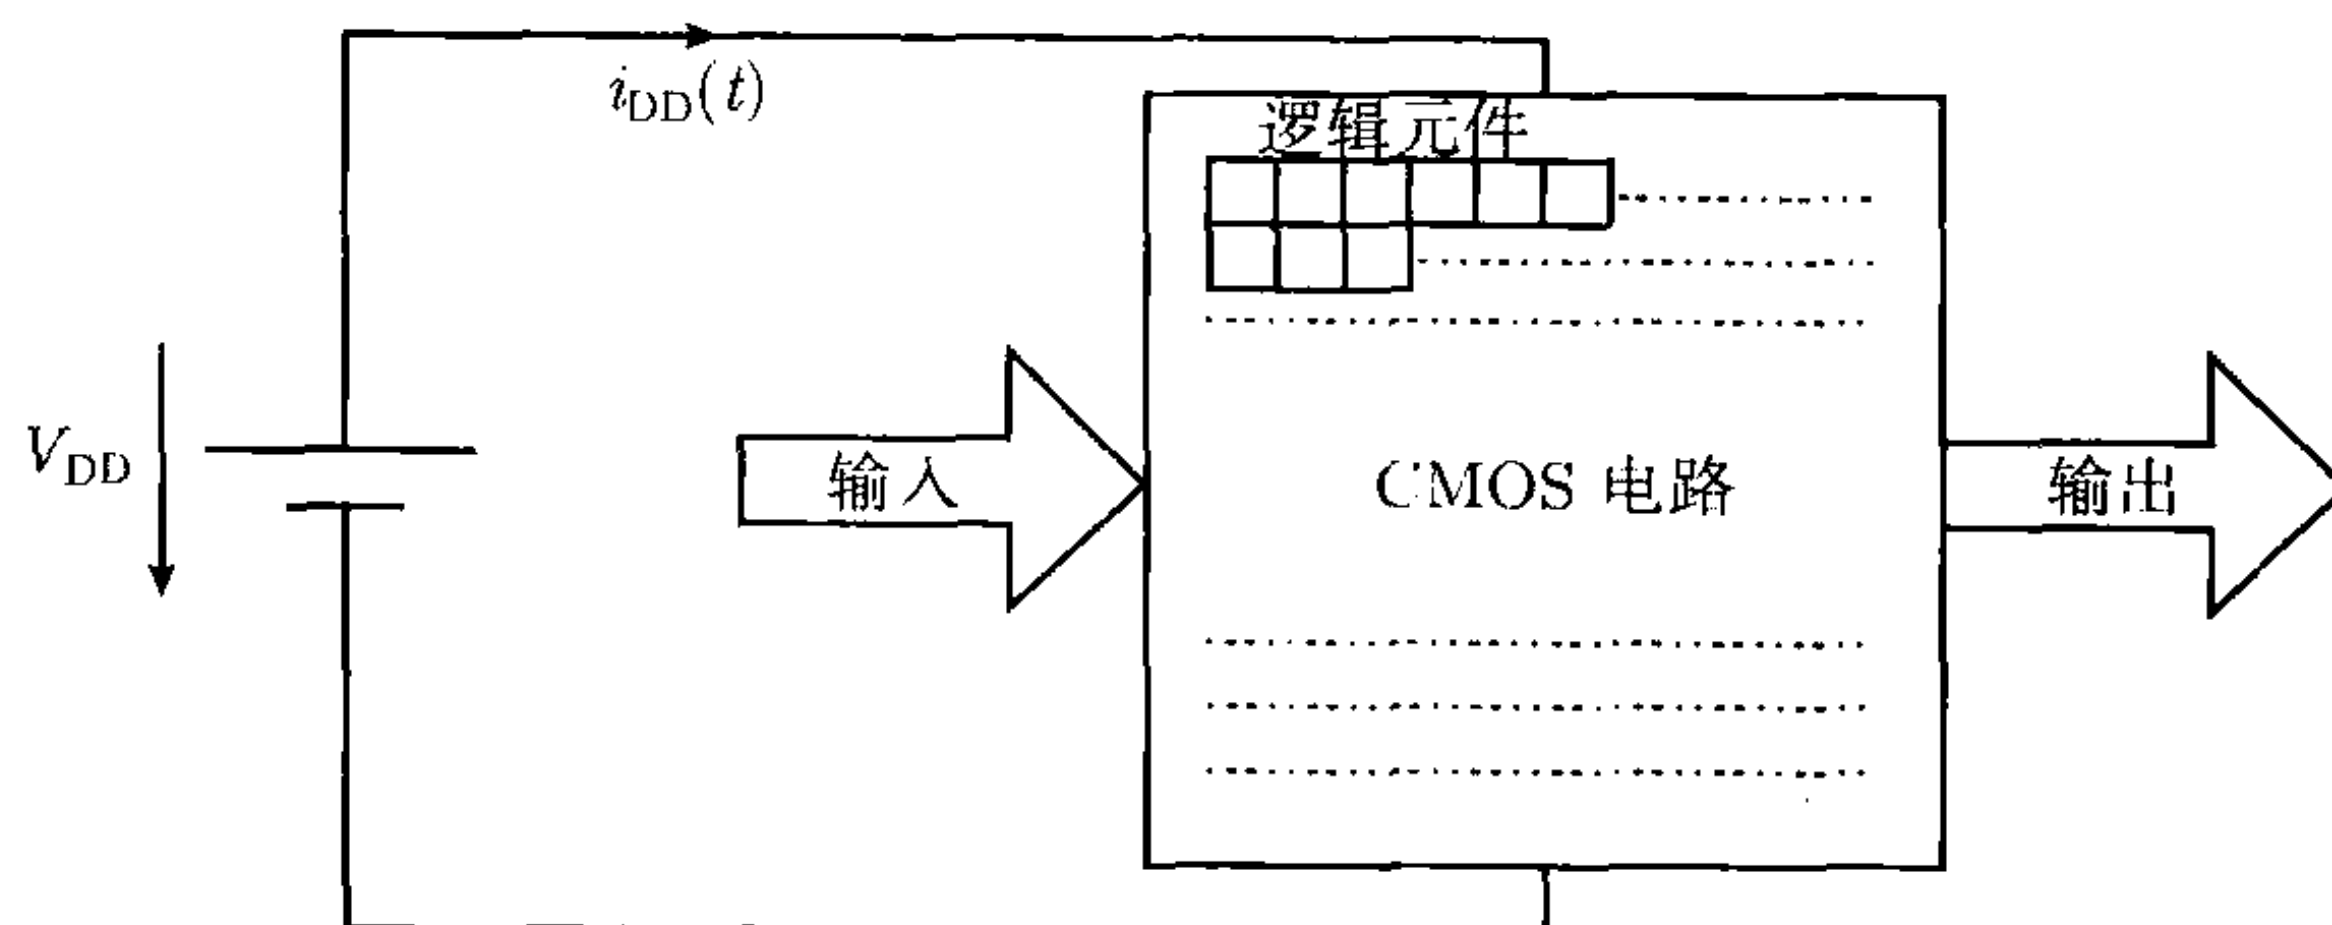 i_DD(t)
逻辑元件
V_DD
输入
CMOS 电路
输出